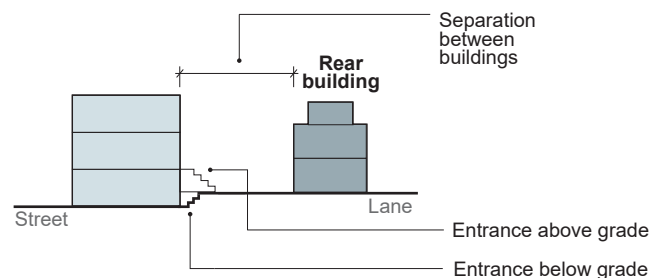 Separation
between
buildings
Rear
building
Street
Lane
Entrance above grade
Entrance below grade